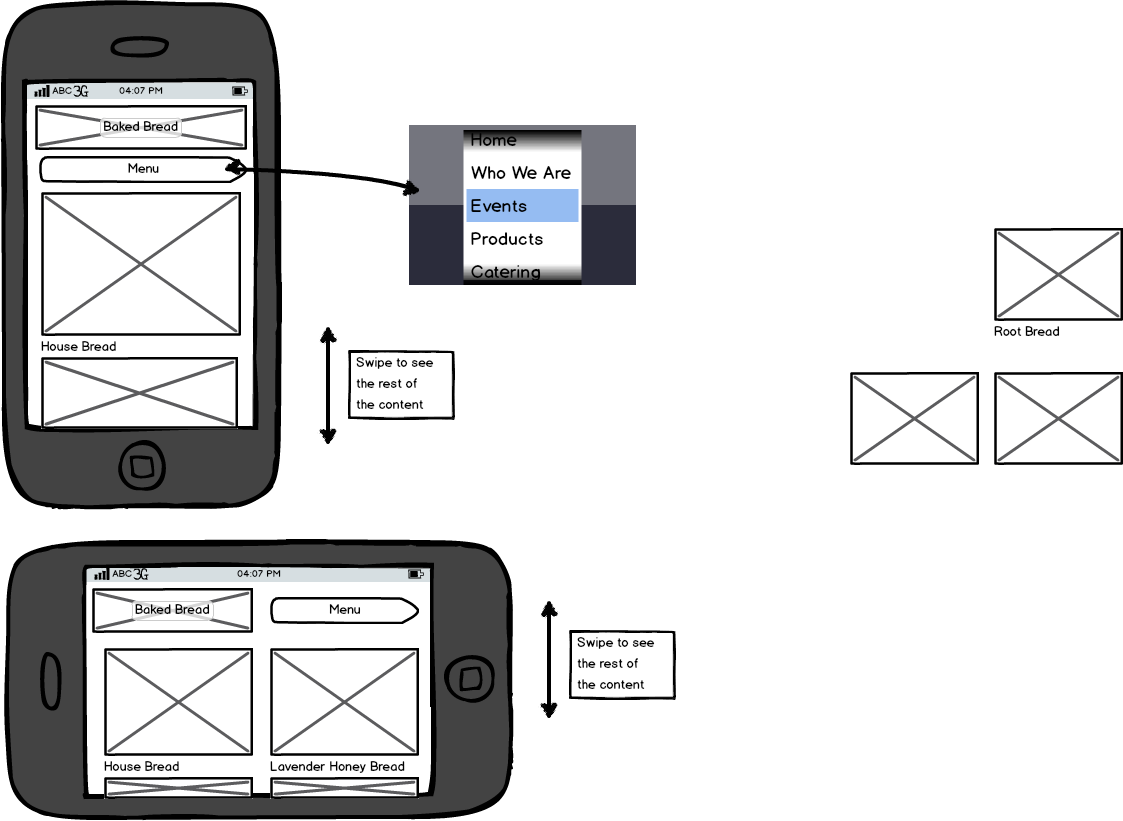 ABC 3G 04:07 PM
Baked Bread
Menu
House Bread
Home
Who We Are
Events
Products
Catering
Swipe to see
the rest of
the content
Root Bread
ABC 3G 04:07 PM
Baked Bread
Menu
House Bread
Lavender Honey Bread
Swipe to see
the rest of
the content